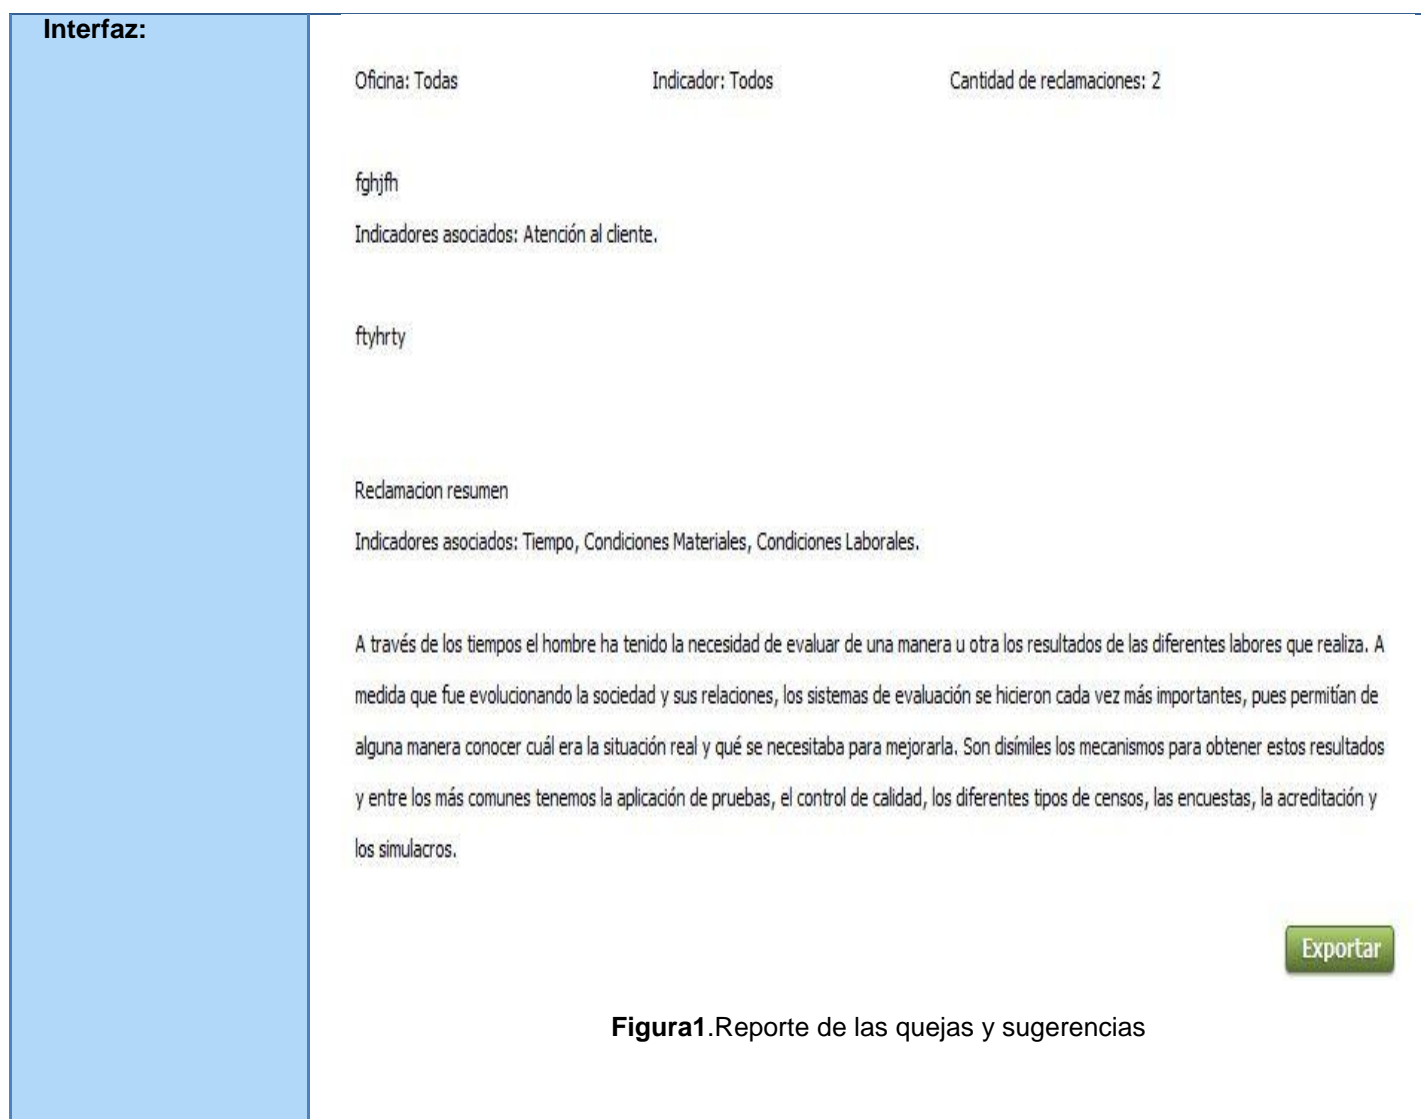 Interfaz:
Oficina: Todas Indicador: Todos Cantidad de reclamaciones: 2
fghjfh
Indicadores asociados: Atención al cliente.
ftyhrty
Reclamacion resumen
Indicadores asociados: Tiempo, Condiciones Materiales, Condiciones Laborales.
A través de los tiempos el hombre ha tenido la necesidad de evaluar de una manera u otra los resultados de las diferentes labores que realiza. A
medida que fue evolucionando la sociedad y sus relaciones, los sistemas de evaluación se hicieron cada vez más importantes, pues permitían de
alguna manera conocer cuál era la situación real y qué se necesitaba para mejorarla. Son disímiles los mecanismos para obtener estos resultados
y entre los más comunes tenemos la aplicación de pruebas, el control de calidad, los diferentes tipos de censos, las encuestas, la acreditación y
los simulacros.
Exportar
Figura1.Reporte de las quejas y sugerencias